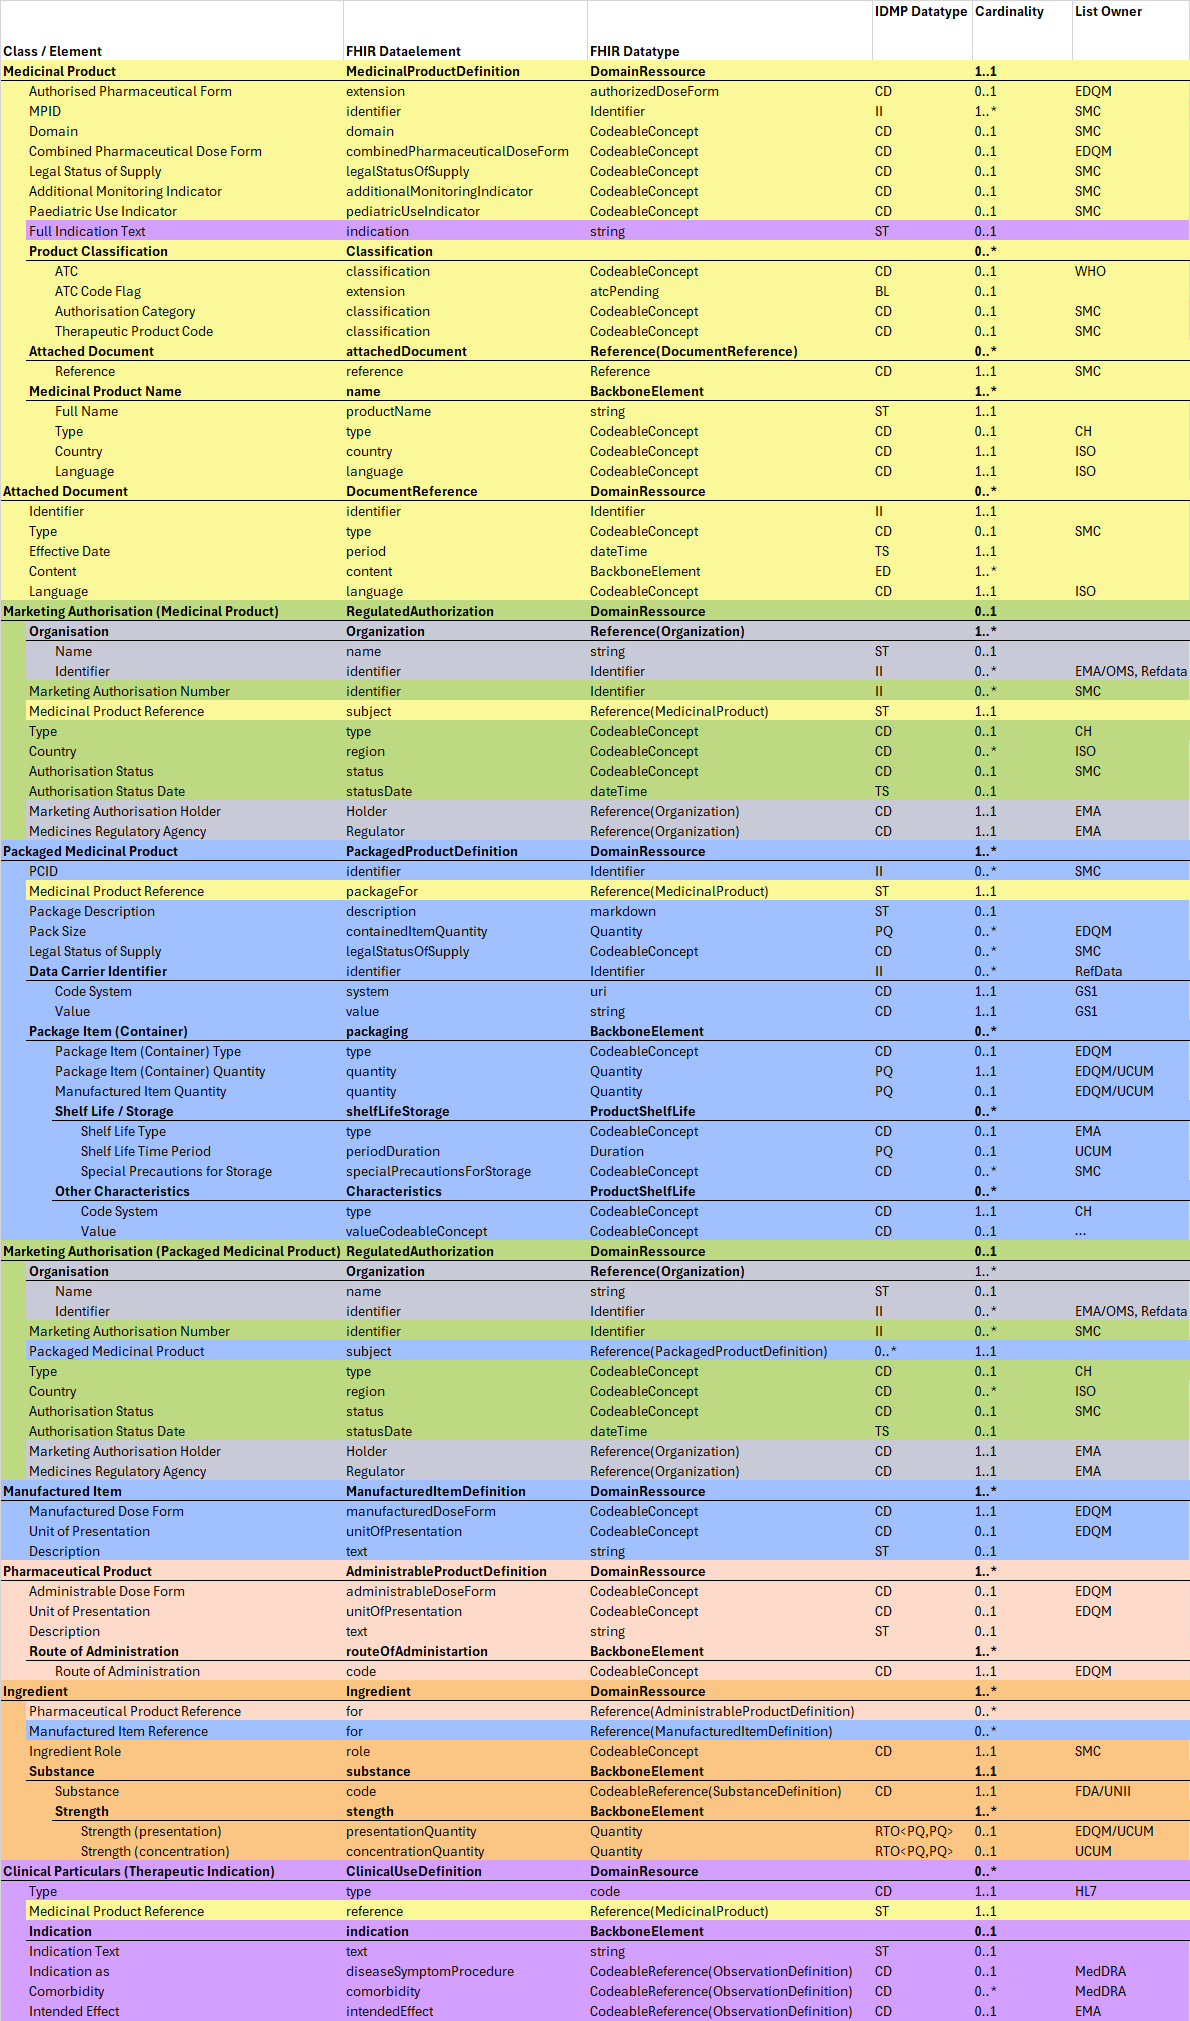 IDMP Datatype Cardinality List Owner
Class / Element FHIR Dataelement FHIR Datatype
Medicinal Product MedicinalProductDefinition DomainRessource 1..1
Authorised Pharmaceutical Form extension authorizedDoseForm CD 0..1 EDQM
MPID identifier Identifier II 1..* SMC
Domain domain CodeableConcept CD 0..1 SMC
Combined Pharmaceutical Dose Form combinedPharmaceuticalDoseForm CodeableConcept CD 0..1 EDQM
Legal Status of Supply legalStatusOfSupply CodeableConcept CD 0..1 SMC
Additional Monitoring Indicator additionalMonitoringIndicator CodeableConcept CD 0..1 SMC
Paediatric Use Indicator pediatricUseIndicator CodeableConcept CD 0..1 SMC
Full Indication Text indication string ST 0..1
Product Classification Classification 0..*
ATC classification CodeableConcept CD 0..1 WHO
ATC Code Flag extension atcPending BL 0..1
Authorisation Category classification CodeableConcept CD 0..1 SMC
Therapeutic Product Code classification CodeableConcept CD 0..1 SMC
Attached Document attachedDocument Reference(DocumentReference) 0..*
Reference reference Reference CD 1..1 SMC
Medicinal Product Name name BackboneElement 1..*
Full Name productName string ST 1..1
Type type CodeableConcept CD 0..1 CH
Country country CodeableConcept CD 1..1 ISO
Language language CodeableConcept CD 1..1 ISO
Attached Document DocumentReference DomainRessource 0..*
Identifier identifier Identifier II 1..1
Type type CodeableConcept CD 0..1 SMC
Effective Date period dateTime TS 1..1
Content content BackboneElement ED 1..*
Language language CodeableConcept CD 1..1 ISO
Marketing Authorisation (Medicinal Product) RegulatedAuthorization DomainRessource 0..1
Organisation Organization Reference(Organization) 1..*
Name name string ST 0..1
Identifier identifier Identifier II 0..* EMA/OMS, Refdata
Marketing Authorisation Number identifier Identifier II 0..* SMC
Medicinal Product Reference subject Reference(MedicinalProduct) ST 1..1
Type type CodeableConcept CD 0..1 CH
Country region CodeableConcept CD 0..* ISO
Authorisation Status status CodeableConcept CD 0..1 SMC
Authorisation Status Date statusDate dateTime TS 0..1
Marketing Authorisation Holder Holder Reference(Organization) CD 1..1 EMA
Medicines Regulatory Agency Regulator Reference(Organization) CD 1..1 EMA
Packaged Medicinal Product PackagedProductDefinition DomainRessource 1..*
PCID identifier Identifier II 0..* SMC
Medicinal Product Reference packageFor Reference(MedicinalProduct) ST 1..1
Package Description description markdown ST 0..1
Pack Size containedItemQuantity Quantity PQ 0..* EDQM
Legal Status of Supply legalStatusOfSupply CodeableConcept CD 0..* SMC
Data Carrier Identifier identifier Identifier II 0..* RefData
Code System system uri CD 1..1 GS1
Value value string CD 1..1 GS1
Package Item (Container) packaging BackboneElement 0..*
Package Item (Container) Type type CodeableConcept CD 0..1 EDQM
Package Item (Container) Quantity quantity Quantity PQ 1..1 EDQM/UCUM
Manufactured Item Quantity quantity Quantity PQ 0..1 EDQM/UCUM
Shelf Life / Storage shelfLifeStorage ProductShelfLife 0..*
Shelf Life Type type CodeableConcept CD 0..1 EMA
Shelf Life Time Period periodDuration Duration PQ 0..1 UCUM
Special Precautions for Storage specialPrecautionsForStorage CodeableConcept CD 0..* SMC
Other Characteristics Characteristics ProductShelfLife 0..*
Code System type CodeableConcept CD 1..1 CH
Value valueCodeableConcept CodeableConcept CD 0..1 ...
Marketing Authorisation (Packaged Medicinal Product) RegulatedAuthorization DomainRessource 0..1
Organisation Organization Reference(Organization) 1..*
Name name string ST 0..1
Identifier identifier Identifier II 0..* EMA/OMS, Refdata
Marketing Authorisation Number identifier Identifier II 0..* SMC
Packaged Medicinal Product subject Reference(PackagedProductDefinition) 0..* 1..1
Type type CodeableConcept CD 0..1 CH
Country region CodeableConcept CD 0..* ISO
Authorisation Status status CodeableConcept CD 0..1 SMC
Authorisation Status Date statusDate dateTime TS 0..1
Marketing Authorisation Holder Holder Reference(Organization) CD 1..1 EMA
Medicines Regulatory Agency Regulator Reference(Organization) CD 1..1 EMA
Manufactured Item ManufacturedItemDefinition DomainRessource 1..*
Manufactured Dose Form manufacturedDoseForm CodeableConcept CD 1..1 EDQM
Unit of Presentation unitOfPresentation CodeableConcept CD 0..1 EDQM
Description text string ST 0..1
Pharmaceutical Product AdministrableProductDefinition DomainRessource 1..*
Administrable Dose Form administrableDoseForm CodeableConcept CD 0..1 EDQM
Unit of Presentation unitOfPresentation CodeableConcept CD 0..1 EDQM
Description text string ST 0..1
Route of Administration routeOfAdministartion BackboneElement 1..*
Route of Administration code CodeableConcept CD 1..1 EDQM
Ingredient Ingredient DomainRessource 1..*
Pharmaceutical Product Reference for Reference(AdministrableProductDefinition) 0..*
Manufactured Item Reference for Reference(ManufacturedItemDefinition) 0..*
Ingredient Role role CodeableConcept CD 1..1 SMC
Substance substance BackboneElement 1..1
Substance code CodeableReference(SubstanceDefinition) CD 1..1 FDA/UNII
Strength stength BackboneElement 1..*
Strength (presentation) presentationQuantity Quantity RTO<PQ,PQ> 0..1 EDQM/UCUM
Strength (concentration) concentrationQuantity Quantity RTO<PQ,PQ> 0..1 UCUM
Clinical Particulars (Therapeutic Indication) ClinicalUseDefinition DomainResource 0..*
Type type code CD 1..1 HL7
Medicinal Product Reference reference Reference(MedicinalProduct) ST 1..1
Indication indication BackboneElement 0..1
Indication Text text string ST 0..1
Indication as diseaseSymptomProcedure CodeableReference(ObservationDefinition) CD 0..1 MedDRA
Comorbidity comorbidity CodeableReference(ObservationDefinition) CD 0..* MedDRA
Intended Effect intendedEffect CodeableReference(ObservationDefinition) CD 0..1 EMA